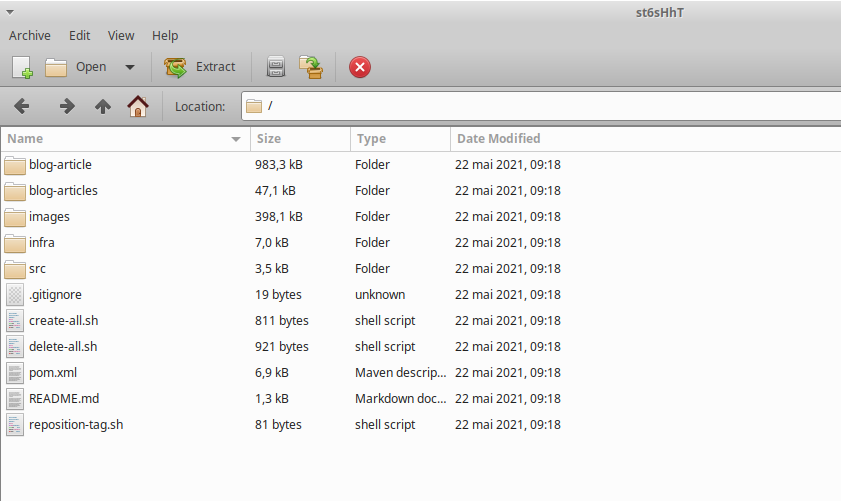 st6sHhT
Archive Edit View Help
Open Extract
Location: /
Name Size Type Date Modified
blog-article 983,3 kB Folder 22 mai 2021, 09:18
blog-articles 47,1 kB Folder 22 mai 2021, 09:18
images 398,1 kB Folder 22 mai 2021, 09:18
infra 7,0 kB Folder 22 mai 2021, 09:18
src 3,5 kB Folder 22 mai 2021, 09:18
.gitignore 19 bytes unknown 22 mai 2021, 09:18
create-all.sh 811 bytes shell script 22 mai 2021, 09:18
delete-all.sh 921 bytes shell script 22 mai 2021, 09:18
pom.xml 6,9 kB Maven descrip... 22 mai 2021, 09:18
README.md 1,3 kB Markdown doc... 22 mai 2021, 09:18
reposition-tag.sh 81 bytes shell script 22 mai 2021, 09:18